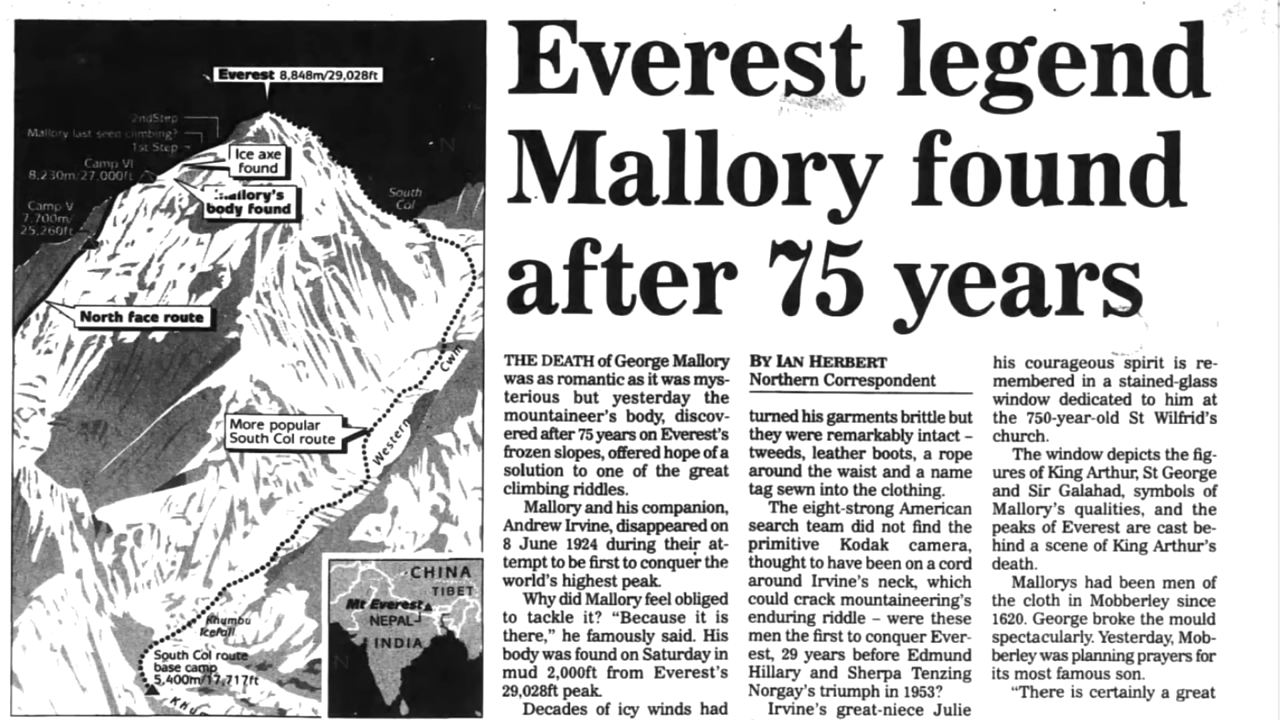 Everest 8,848m/29,028ft
2ndStep
Mallory last seen climbing?
1st Step
Ice axe
found
Camp VI
8,230m/27,000ft
Mallory's
body found
South
Col
Camp V
7,700m/
25,260ft
N
North face route
More popular
South Col route
Western
Cwm
Khumbu
Icefall
South Col route
base camp
5,400m/17,717ft
CHINA
TIBET
Mt Everest
NEPAL
INDIA
N
Everest legend
Mallory found
after 75 years
THE DEATH of George Mallory
was as romantic as it was mys-
terious but yesterday the
mountaineer's body, discov-
ered after 75 years on Everest's
frozen slopes, offered hope of a
solution to one of the great
climbing riddles.
Mallory and his companion,
Andrew Irvine, disappeared on
8 June 1924 during their at-
tempt to be first to conquer the
world's highest peak.
Why did Mallory feel obliged
to tackle it? "Because it is
there," he famously said. His
body was found on Saturday in
mud 2,000ft from Everest's
29,028ft peak.
Decades of icy winds had
BY IAN HERBERT
Northern Correspondent
turned his garments brittle but
they were remarkably intact –
tweeds, leather boots, a rope
around the waist and a name
tag sewn into the clothing.
The eight-strong American
search team did not find the
primitive Kodak camera,
thought to have been on a cord
around Irvine's neck, which
could crack mountaineering's
enduring riddle – were these
men the first to conquer Ever-
est, 29 years before Edmund
Hillary and Sherpa Tenzing
Norgay's triumph in 1953?
Irvine's great-niece Julie
his courageous spirit is re-
membered in a stained-glass
window dedicated to him at
the 750-year-old St Wilfrid's
church.
The window depicts the fig-
ures of King Arthur, St George
and Sir Galahad, symbols of
Mallory's qualities, and the
peaks of Everest are cast be-
hind a scene of King Arthur's
death.
Mallorys had been men of
the cloth in Mobberley since
1620. George broke the mould
spectacularly. Yesterday, Mob-
berley was planning prayers for
its most famous son.
"There is certainly a great